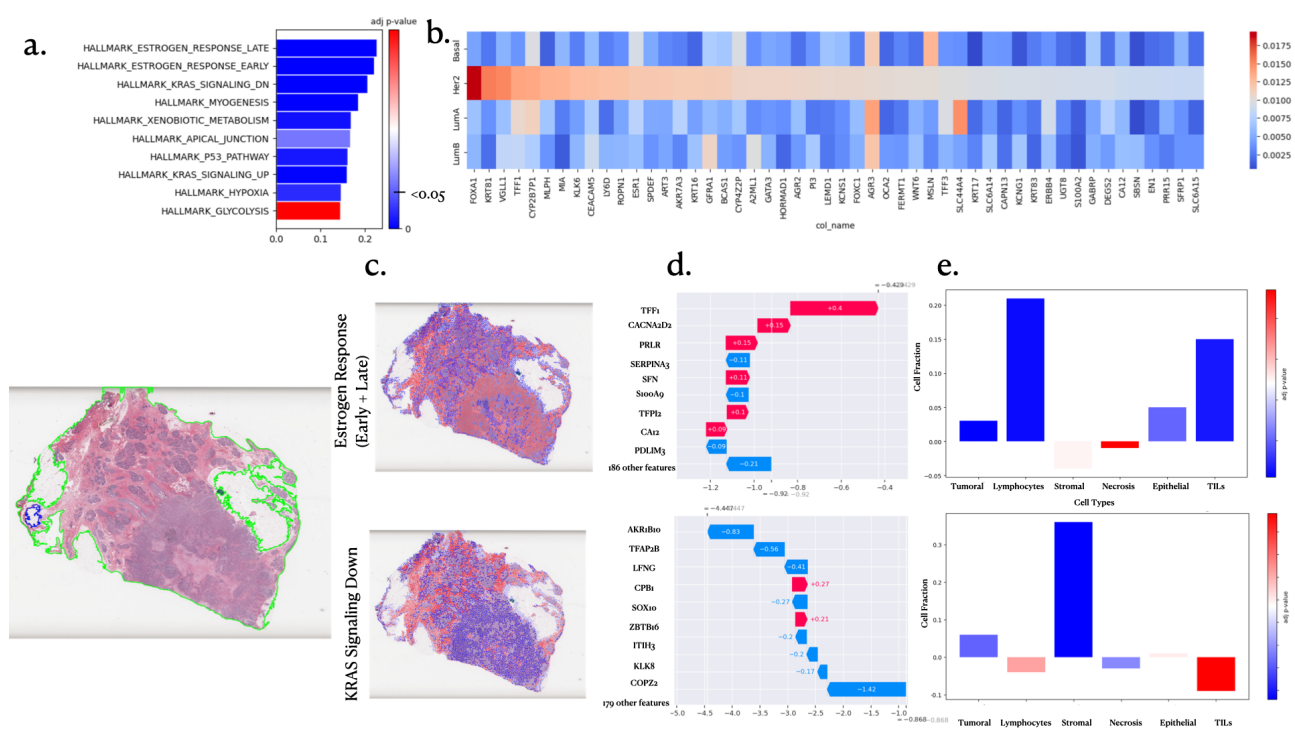 a.
adj p-value
HALLMARK_ESTROGEN_RESPONSE_LATE
HALLMARK_ESTROGEN_RESPONSE_EARLY
HALLMARK_KRAS_SIGNALING_DN
HALLMARK_MYOGENESIS
HALLMARK_XENOBIOTIC_METABOLISM
HALLMARK_APICAL_JUNCTION
HALLMARK_P53_PATHWAY
HALLMARK_KRAS_SIGNALING_UP
HALLMARK_HYPOXIA
HALLMARK_GLYCOLYSIS
<0.05
0
0.0 0.1 0.2
b.
Basal
Her2
LumA
LumB
0.0175
0.0150
0.0125
0.0100
0.0075
0.0050
0.0025
FOXA1 KRT81 VGLL1 TFF1 CYP2B7P1 MLPH MIA KLK6 CEACAM5 LY6D ROPN1 ESR1 SPDEF ART3 AKR7A3 KRT16 GFRA1 BCAS1 CYP4Z2P A2ML1 GATA3 HORMAD1 AGR2 PI3 LEMD1 KCNS1 FOXC1 AGR3 OCA2 FERMT1 WNT6 MSLN TFF3 SLC44A4 KRT17 SLC6A14 CAPN13 KCNG1 KRT83 ERBB4 UGT8 S100A2 GABRP DEGS2 CA12 SBSN EN1 PRR15 SFRP1 SLC6A15
col_name
c.
Estrogen Response
(Early + Late)
KRAS Signaling Down
d.
TFF1
CACNA2D2
PRLR
SERPINA3
SFN
S100A9
TFPI2
CA12
PDLIM3
186 other features
+0.4
+0.15
+0.15
−0.11
+0.11
−0.1
+0.1
+0.09
−0.09
−0.21
−1.2 −1.0 −0.8 −0.6 −0.4
AKR1B10
TFAP2B
LFNG
CPB1
SOX10
ZBTB16
ITIH3
KLK8
COPZ2
179 other features
−0.83
−0.56
−0.41
+0.27
−0.27
+0.21
−0.2
−0.2
−0.17
−1.42
−5.0 −4.5 −4.0 −3.5 −3.0 −2.5 −2.0 −1.5 −1.0
= −0.868
e.
Cell Fraction
0.20
0.15
0.10
0.05
0.00
−0.05
Tumoral Lymphocytes Stromal Necrosis Epithelial TILs
Cell Types
adj p-value
Cell Fraction
0.3
0.2
0.1
0.0
-0.1
Tumoral Lymphocytes Stromal Necrosis Epithelial TILs
adj p-value